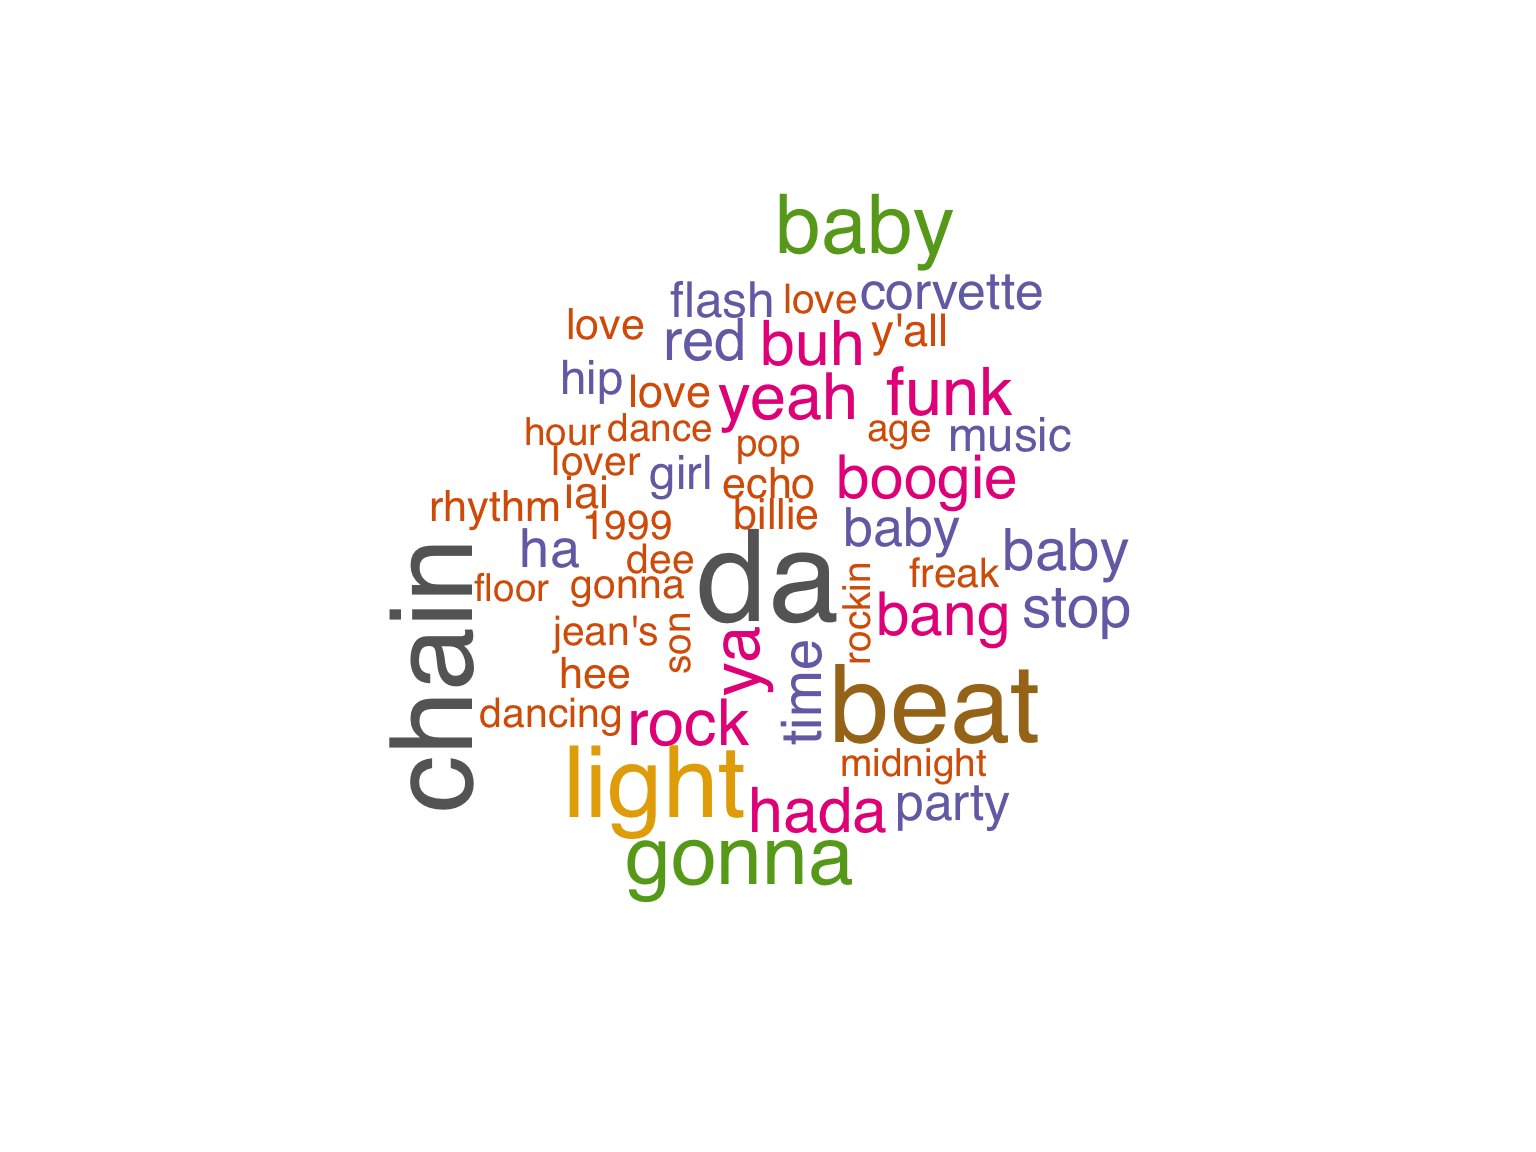 baby
flash love corvette
love red buh y'all
hip love yeah funk
hour dance pop age music
lover girl echo boogie
rhythm iai 1999 billie baby
ha dee da freak baby
chain floor gonna rockin bang stop
jean's son ya time
hee beat
dancing rock
light midnight
hada party
gonna